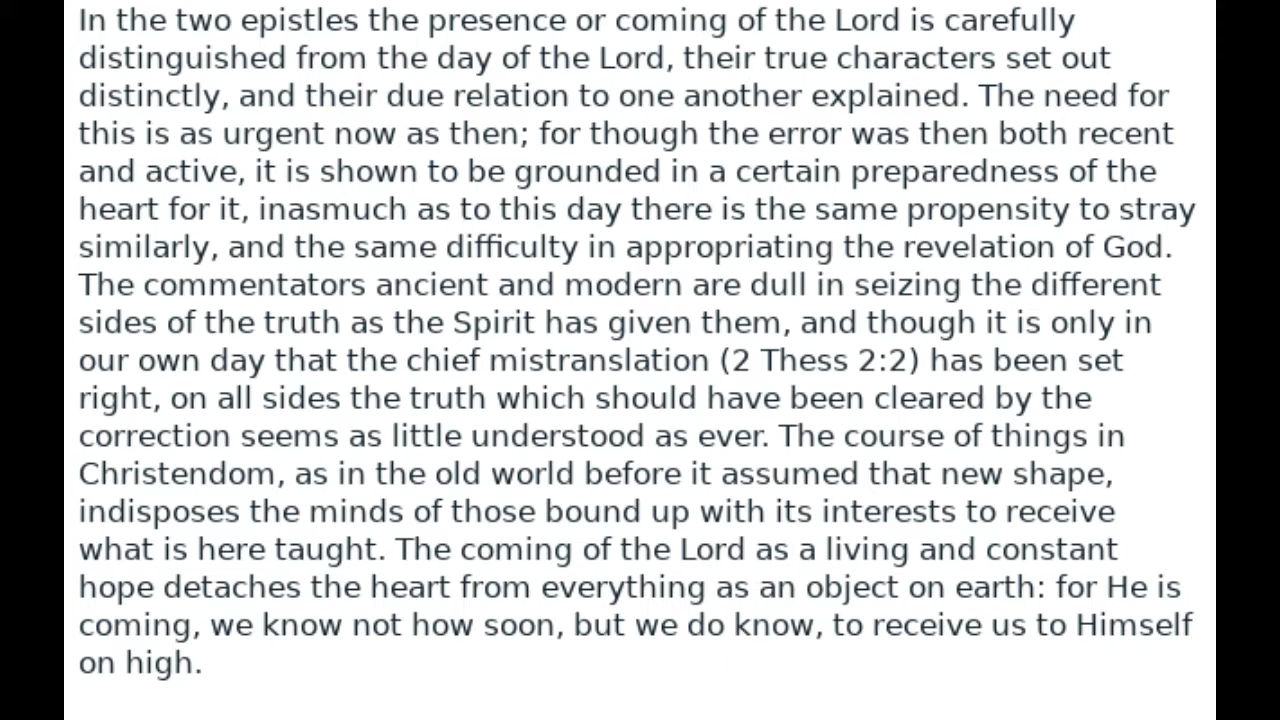 In the two epistles the presence or coming of the Lord is carefully
distinguished from the day of the Lord, their true characters set out
distinctly, and their due relation to one another explained. The need for
this is as urgent now as then; for though the error was then both recent
and active, it is shown to be grounded in a certain preparedness of the
heart for it, inasmuch as to this day there is the same propensity to stray
similarly, and the same difficulty in appropriating the revelation of God.
The commentators ancient and modern are dull in seizing the different
sides of the truth as the Spirit has given them, and though it is only in
our own day that the chief mistranslation (2 Thess 2:2) has been set
right, on all sides the truth which should have been cleared by the
correction seems as little understood as ever. The course of things in
Christendom, as in the old world before it assumed that new shape,
indisposes the minds of those bound up with its interests to receive
what is here taught. The coming of the Lord as a living and constant
hope detaches the heart from everything as an object on earth: for He is
coming, we know not how soon, but we do know, to receive us to Himself
on high.